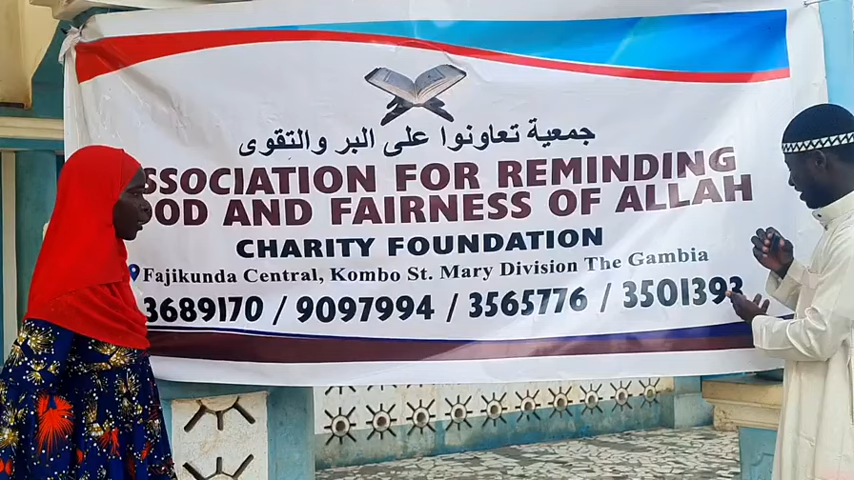 جمعية تعاونوا على البر والتقوى
SSOCIATION FOR REMINDING
OD AND FAIRNESS OF ALLAH
CHARITY FOUNDATION
Fajikunda Central, Kombo St. Mary Division The Gambia
3689170 / 9097994 / 3565776 / 3501393